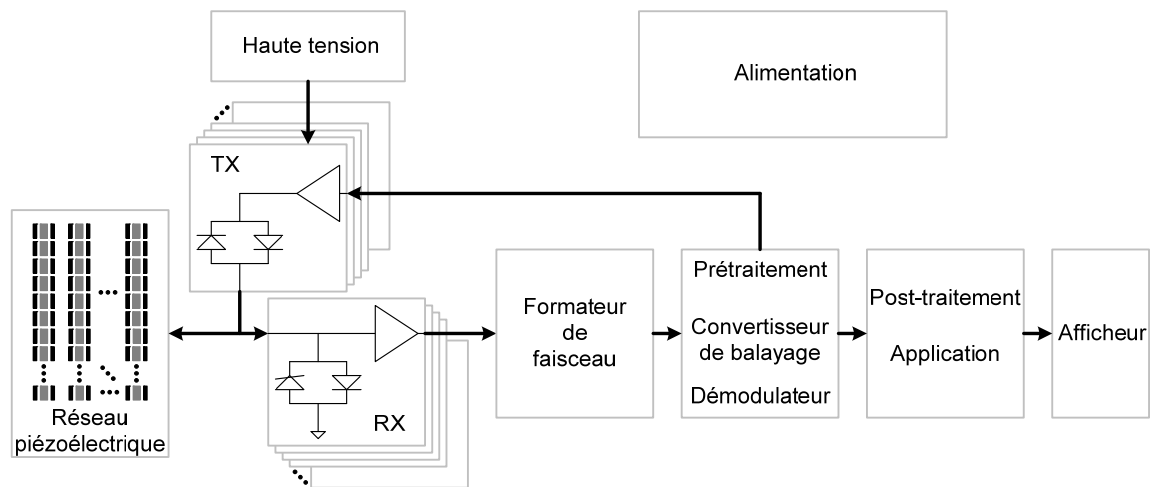 Haute tension
Alimentation
TX
Réseau
piézoélectrique
RX
Formateur
de
faisceau
Prétraitement
Convertisseur
de balayage
Démodulateur
Post-traitement
Application
Afficheur